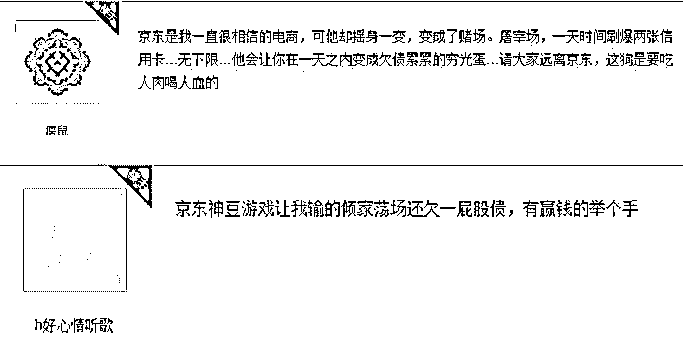 京东是我一直很相信的电商，可他却摇身一变，变成了赌场。屠宰场，一天时间刷爆两张信
用卡...无下限...他会让你在一天之内变成欠债累累的穷光蛋...请大家远离京东，这狗是要吃
人肉喝人血的
京东神豆游戏让我输的倾家荡场还欠一屁股债，有赢钱的举个手
h好心情听歌